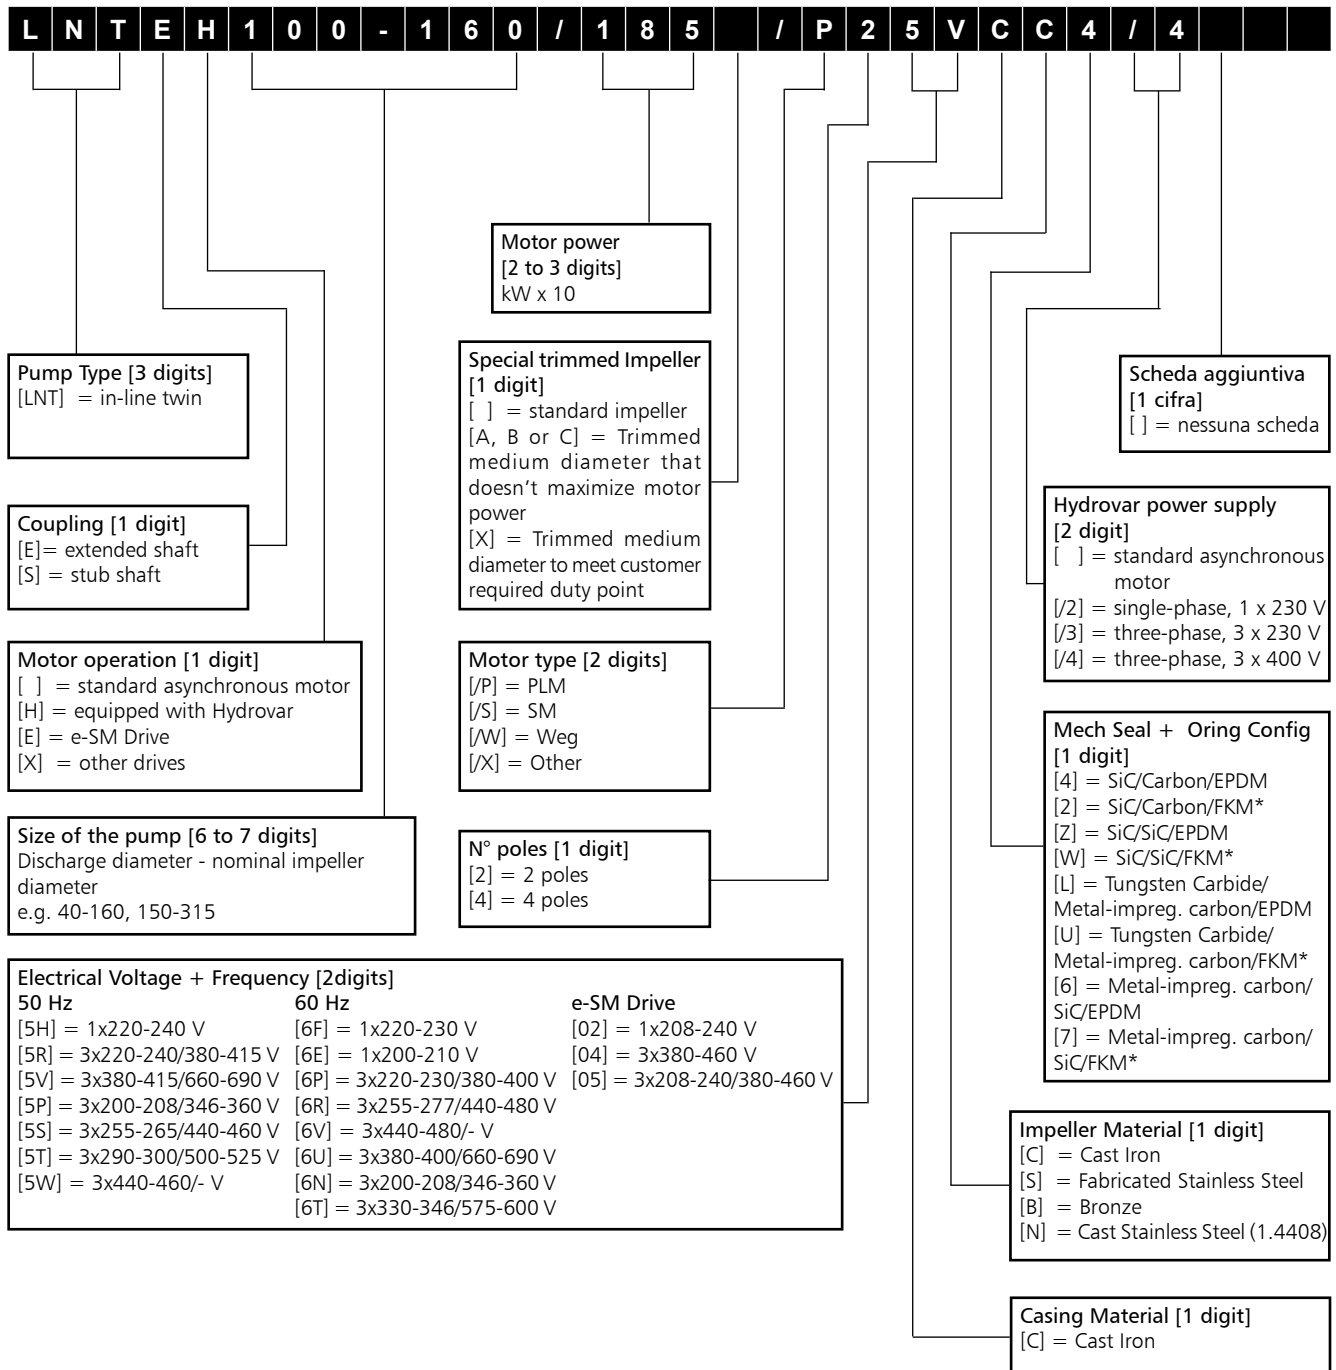 L N T E H 1 0 0 - 1 6 0 / 1 8 5 / P 2 5 V C C 4 / 4
Motor power
[2 to 3 digits]
kW x 10
Pump Type [3 digits]
[LNT] = in-line twin
Special trimmed Impeller
[1 digit]
[ ] = standard impeller
[A, B or C] = Trimmed
medium diameter that
doesn't maximize motor
power
[X] = Trimmed medium
diameter to meet customer
required duty point
Scheda aggiuntiva
[1 cifra]
[ ] = nessuna scheda
Coupling [1 digit]
[E]= extended shaft
[S] = stub shaft
Hydrovar power supply
[2 digit]
[ ] = standard asynchronous
motor
[/2] = single-phase, 1 x 230 V
[/3] = three-phase, 3 x 230 V
[/4] = three-phase, 3 x 400 V
Motor operation [1 digit]
[ ] = standard asynchronous motor
[H] = equipped with Hydrovar
[E] = e-SM Drive
[X] = other drives
Motor type [2 digits]
[/P] = PLM
[/S] = SM
[/W] = Weg
[/X] = Other
Mech Seal + Oring Config
[1 digit]
[4] = SiC/Carbon/EPDM
[2] = SiC/Carbon/FKM*
[Z] = SiC/SiC/EPDM
[W] = SiC/SiC/FKM*
[L] = Tungsten Carbide/
Metal-impreg. carbon/EPDM
[U] = Tungsten Carbide/
Metal-impreg. carbon/FKM*
[6] = Metal-impreg. carbon/
SiC/EPDM
[7] = Metal-impreg. carbon/
SiC/FKM*
Size of the pump [6 to 7 digits]
Discharge diameter - nominal impeller
diameter
e.g. 40-160, 150-315
N° poles [1 digit]
[2] = 2 poles
[4] = 4 poles
Electrical Voltage + Frequency [2digits]
50 Hz 60 Hz e-SM Drive
[5H] = 1x220-240 V [6F] = 1x220-230 V [02] = 1x208-240 V
[5R] = 3x220-240/380-415 V [6E] = 1x200-210 V [04] = 3x380-460 V
[5V] = 3x380-415/660-690 V [6P] = 3x220-230/380-400 V [05] = 3x208-240/380-460 V
[5P] = 3x200-208/346-360 V [6R] = 3x255-277/440-480 V
[5S] = 3x255-265/440-460 V [6V] = 3x440-480/- V
[5T] = 3x290-300/500-525 V [6U] = 3x380-400/660-690 V
[5W] = 3x440-460/- V [6N] = 3x200-208/346-360 V
[6T] = 3x330-346/575-600 V
Impeller Material [1 digit]
[C] = Cast Iron
[S] = Fabricated Stainless Steel
[B] = Bronze
[N] = Cast Stainless Steel (1.4408)
Casing Material [1 digit]
[C] = Cast Iron